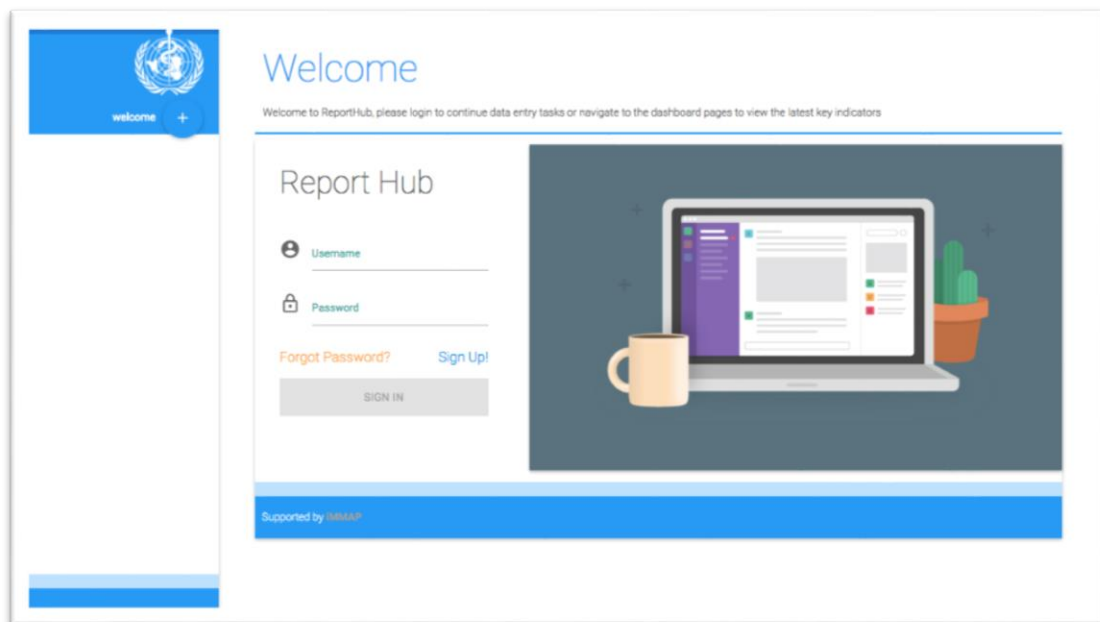 welcome +
Welcome
Welcome to ReportHub, please login to continue data entry tasks or navigate to the dashboard pages to view the latest key indicators
Report Hub
Username
Password
Forgot Password? Sign Up!
SIGN IN
Supported by iMMAP